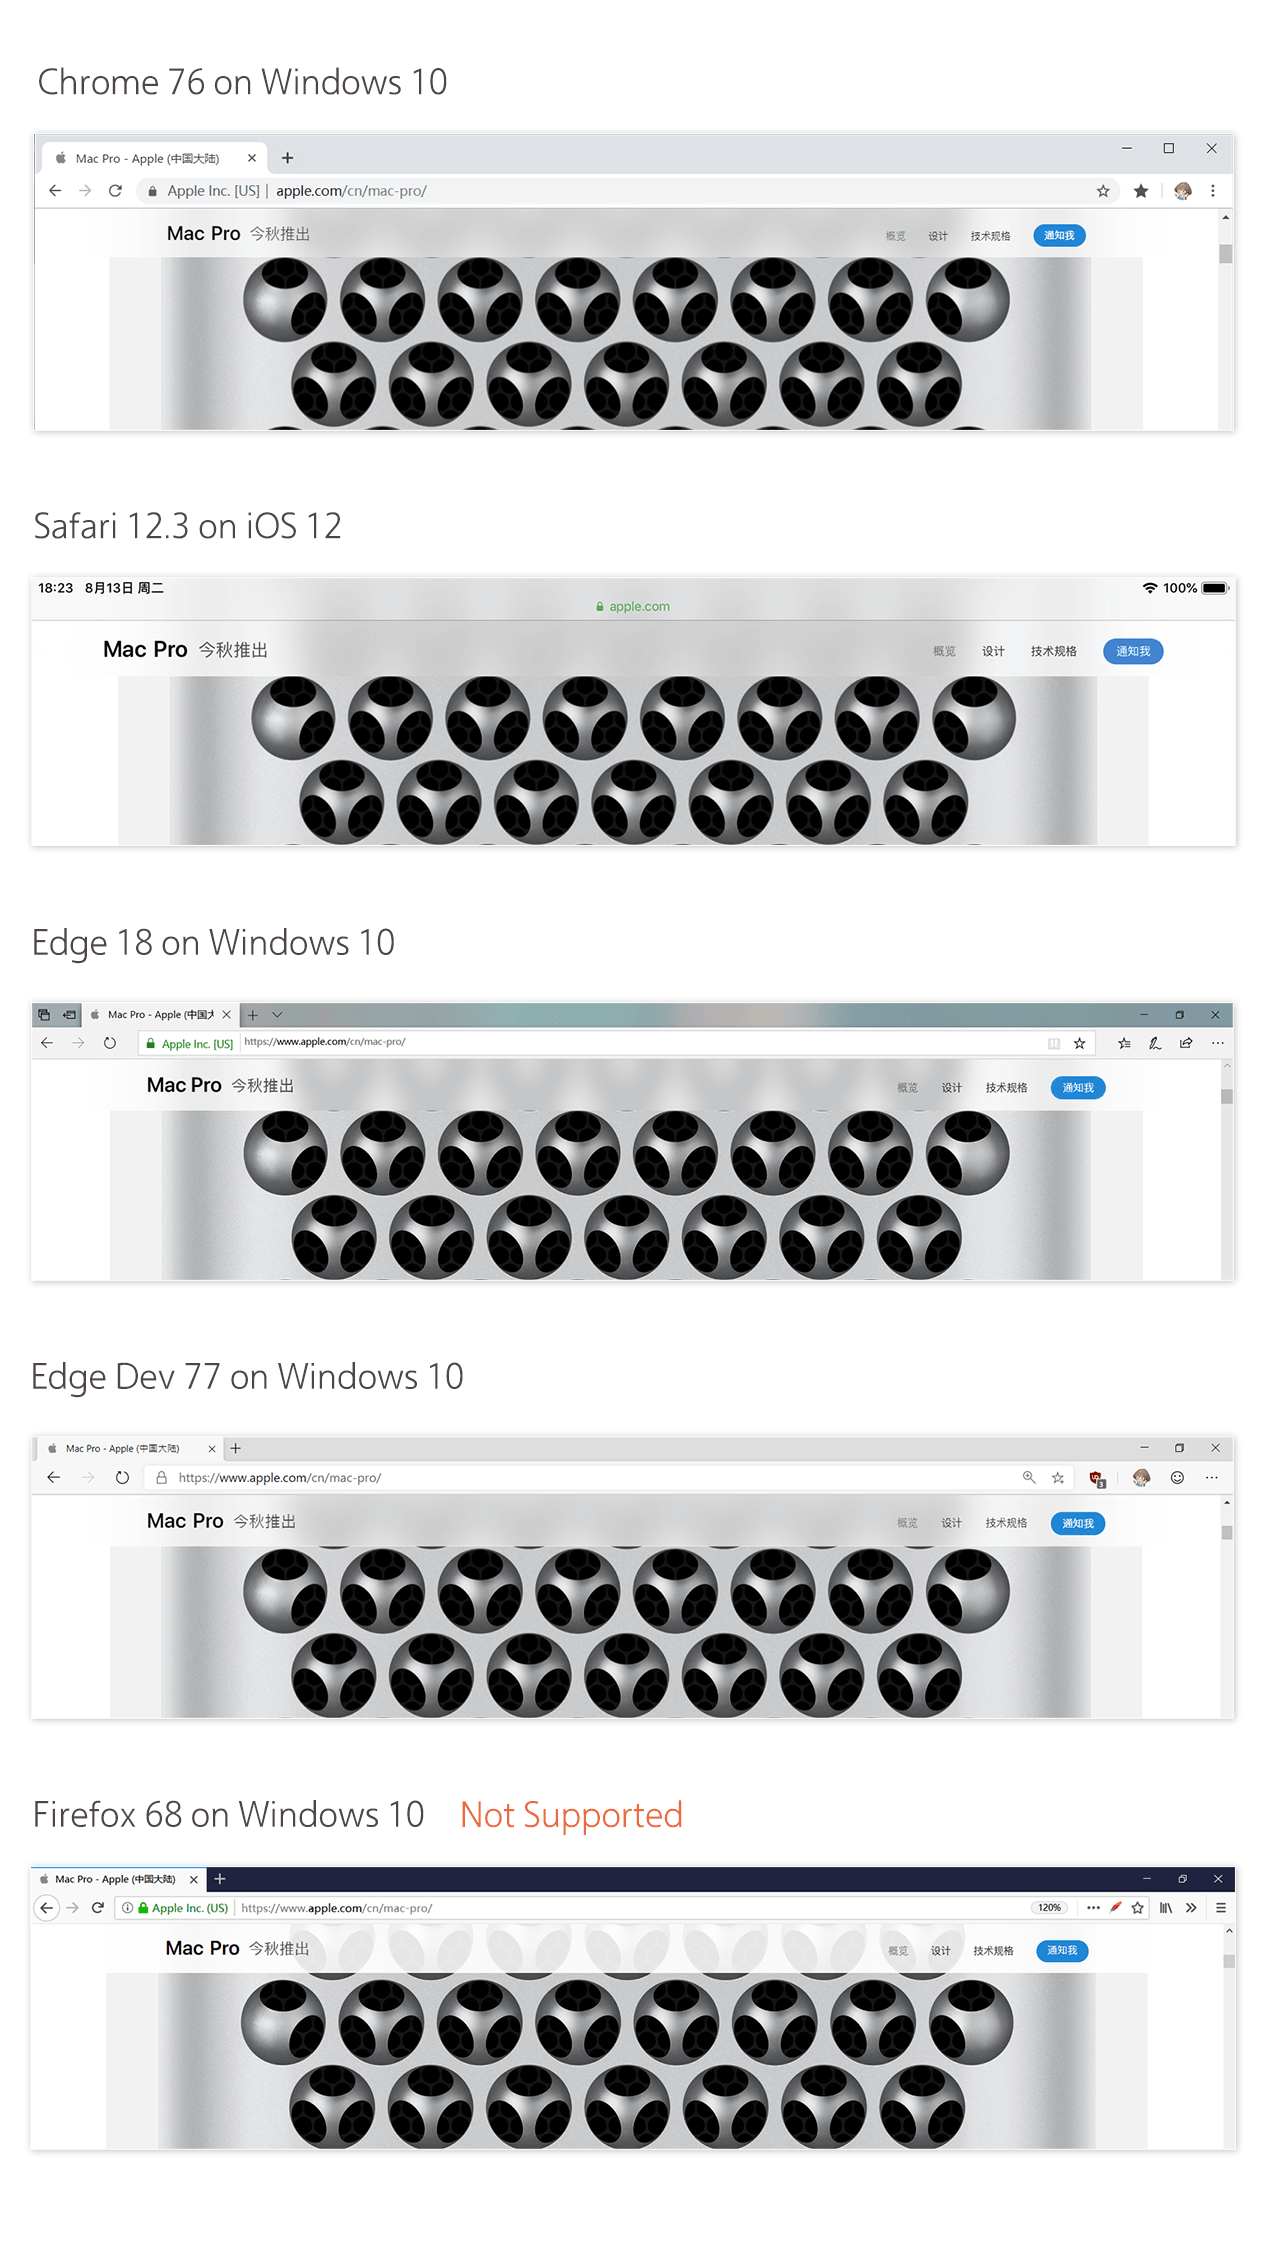 Chrome 76 on Windows 10
Mac Pro - Apple (中国大陆)
Apple Inc. [US] | apple.com/cn/mac-pro/
Mac Pro 今秋推出 概览 设计 技术规格 通知我
Safari 12.3 on iOS 12
18:23 8月13日 周二 100%
apple.com
Mac Pro 今秋推出 概览 设计 技术规格 通知我
Edge 18 on Windows 10
Mac Pro - Apple (中国大
Apple Inc. [US] https://www.apple.com/cn/mac-pro/
Mac Pro 今秋推出 概览 设计 技术规格 通知我
Edge Dev 77 on Windows 10
Mac Pro - Apple (中国大陆)
https://www.apple.com/cn/mac-pro/ 3
Mac Pro 今秋推出 概览 设计 技术规格 通知我
Firefox 68 on Windows 10 Not Supported
Mac Pro - Apple (中国大陆)
Apple Inc. (US) https://www.apple.com/cn/mac-pro/ 120%
Mac Pro 今秋推出 概览 设计 技术规格 通知我